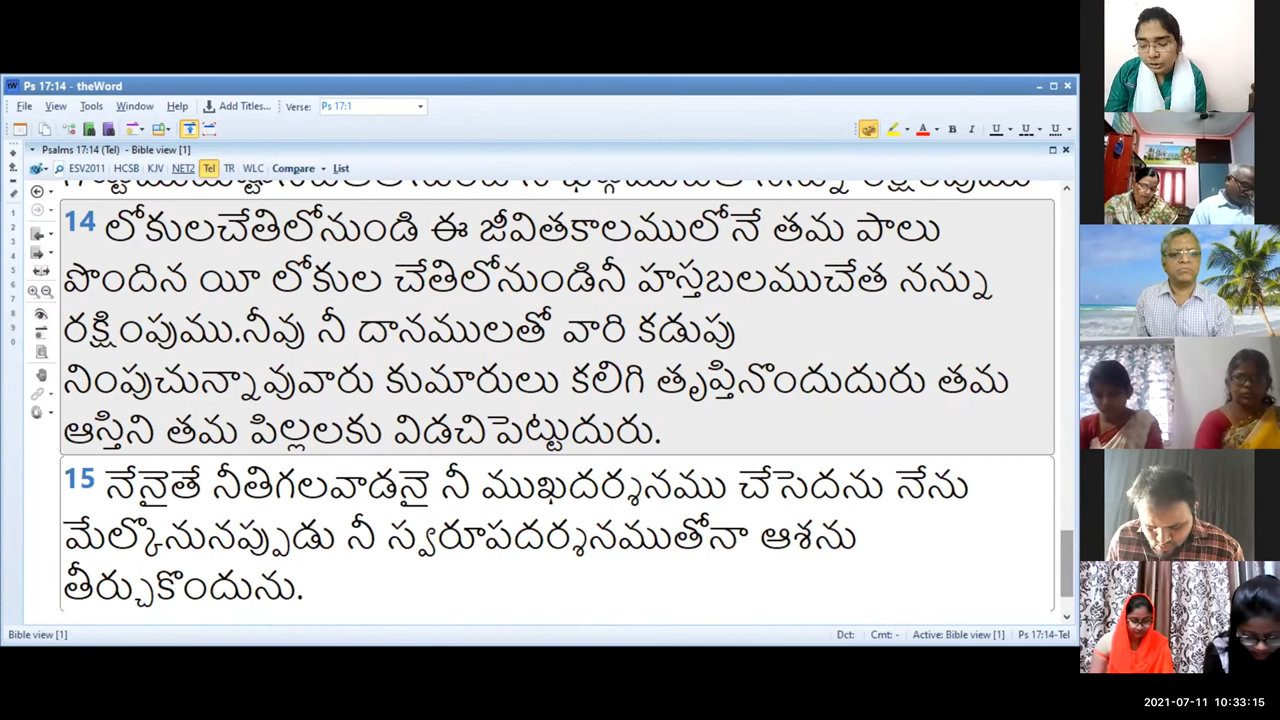 Ps 17:14 - theWord
File View Tools Window Help Add Titles... Verse: Ps 17:1
B I U U U
Psalms 17:14 (Tel) - Bible view [1]
ESV2011 HCSB KJV NET2 Tel TR WLC Compare List
14 లోకులచేతిలోనుండి ఈ జీవితకాలములోనే తమ పాలు
పొందిన యీ లోకుల చేతిలోనుండినీ హస్తబలముచేత నన్ను
రక్షింపుము.నీవు నీ దానములతో వారి కడుపు
నింపుచున్నావువారు కుమారులు కలిగి తృప్తినొందుదురు తమ
ఆస్తిని తమ పిల్లలకు విడచిపెట్టుదురు.
15 నేనైతే నీతిగలవాడనై నీ ముఖదర్శనము చేసెదను నేను
మేల్కొనునప్పుడు నీ స్వరూపదర్శనముతోనా ఆశను
తీర్చుకొందును.
Bible view [1] Dct: Cmt: - Active: Bible view [1] Ps 17:14-Tel
2021-07-11 10:33:15